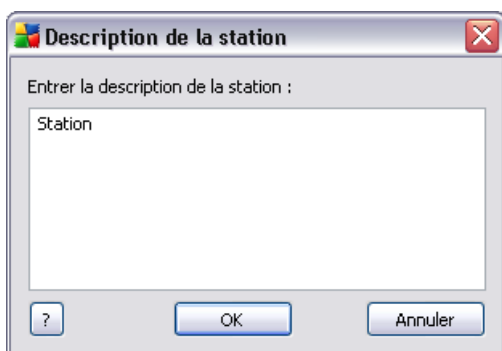 Description de la station
Entrer la description de la station :
Station
?
OK
Annuler